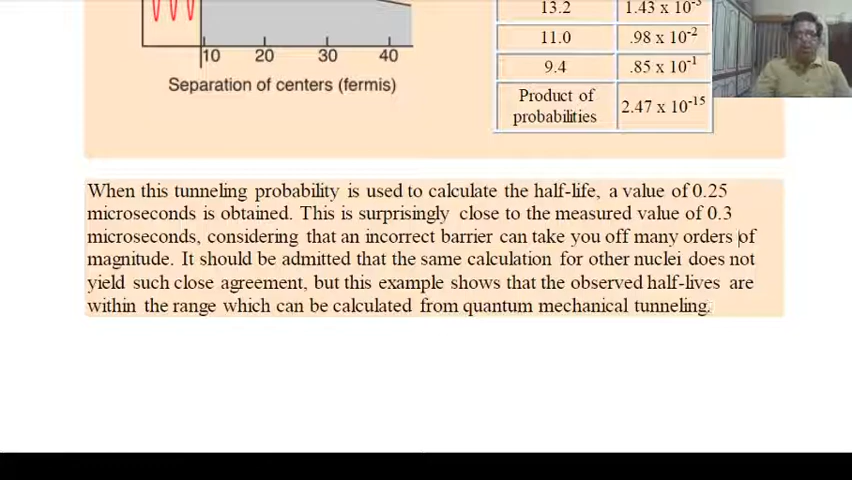 13.2 1.43 x 10-3
11.0 .98 x 10-2
9.4 .85 x 10-1
Product of probabilities 2.47 x 10-15
10 20 30 40
Separation of centers (fermis)
When this tunneling probability is used to calculate the half-life, a value of 0.25
microseconds is obtained. This is surprisingly close to the measured value of 0.3
microseconds, considering that an incorrect barrier can take you off many orders of
magnitude. It should be admitted that the same calculation for other nuclei does not
yield such close agreement, but this example shows that the observed half-lives are
within the range which can be calculated from quantum mechanical tunneling.